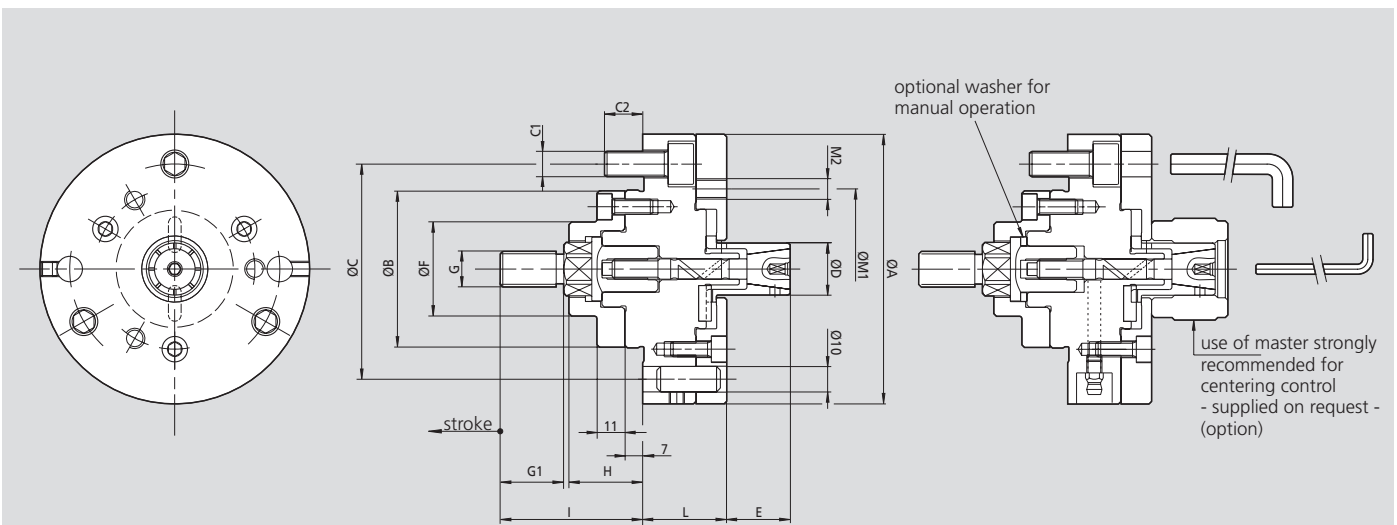 optional washer for
manual operation
C2
C1
M2
ØC
ØB
ØF
G
ØD
ØM1
ØA
Ø10
use of master strongly
recommended for
centering control
- supplied on request -
(option)
stroke
11
7
G1
H
I
L
E